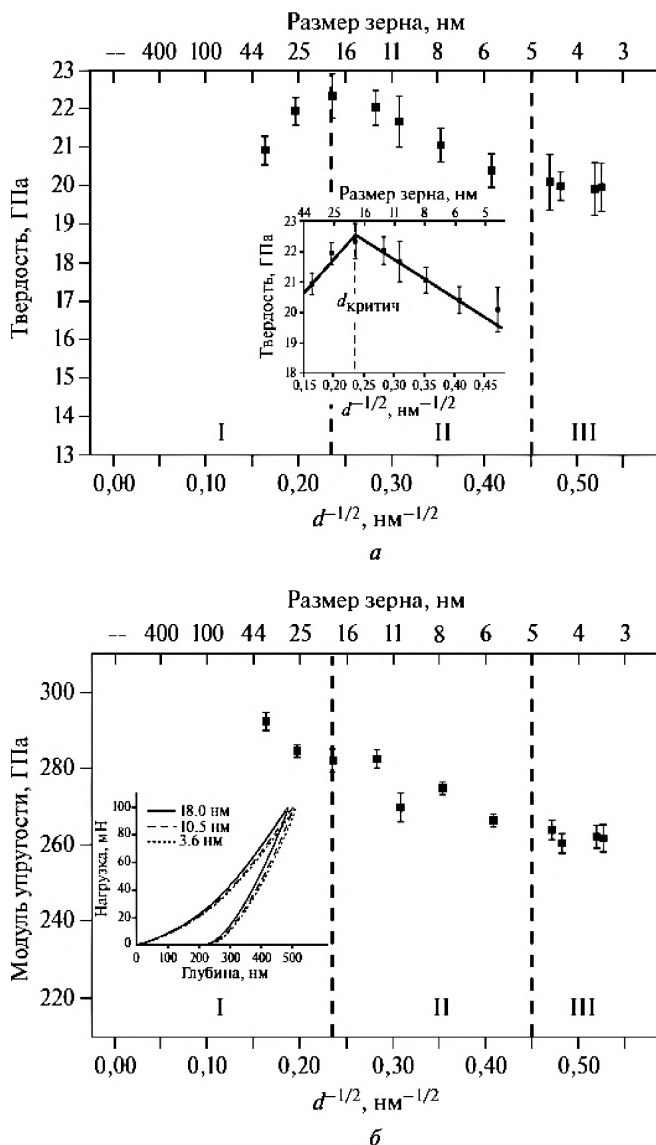 Размер зерна, нм
-- 400 100 44 25 16 11 8 6 5 4 3
Твердость, ГПа
23
22
21
20
19
18
17
16
15
14
13
Размер зерна, нм
44 25 16 11 8 6 5
Твердость, ГПа
23
22
21
20
19
18
dкритич
0,15 0,20 0,25 0,30 0,35 0,40 0,45
d−1/2, нм−1/2
I II III
0,00 0,10 0,20 0,30 0,40 0,50
d−1/2, нм−1/2
а
Размер зерна, нм
-- 400 100 44 25 16 11 8 6 5 4 3
Модуль упругости, ГПа
300
280
260
240
220
Нагрузка, мН
100
80
60
40
20
0
18.0 нм
10.5 нм
3.6 нм
0 100 200 300 400 500
Глубина, нм
I II III
0,00 0,10 0,20 0,30 0,40 0,50
d−1/2, нм−1/2
б